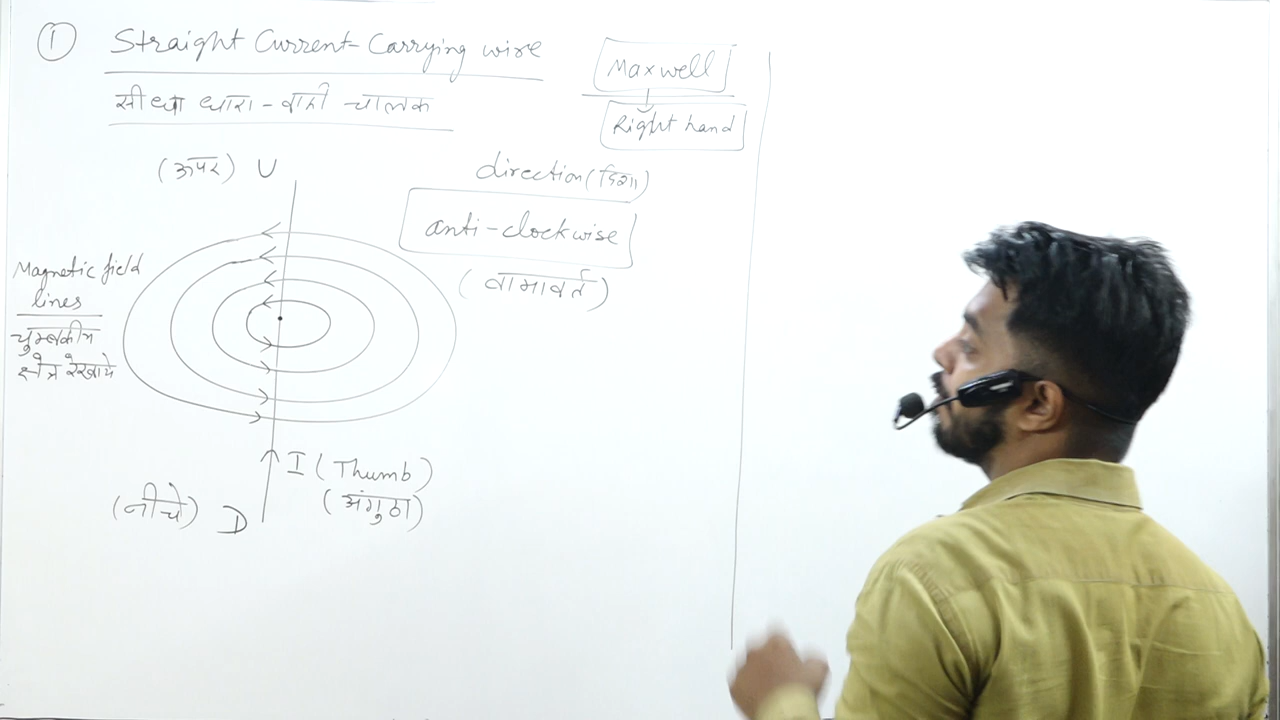 ① Straight Current-Carrying wire
सीधा धारा-वाही चालक
Maxwell
Right hand
(ऊपर) U
direction (दिशा)
anti-clockwise
(वामावर्त)
Magnetic field
lines
चुम्बकीय
क्षेत्र रेखाये
I (Thumb)
(अंगुठा)
(नीचे) D